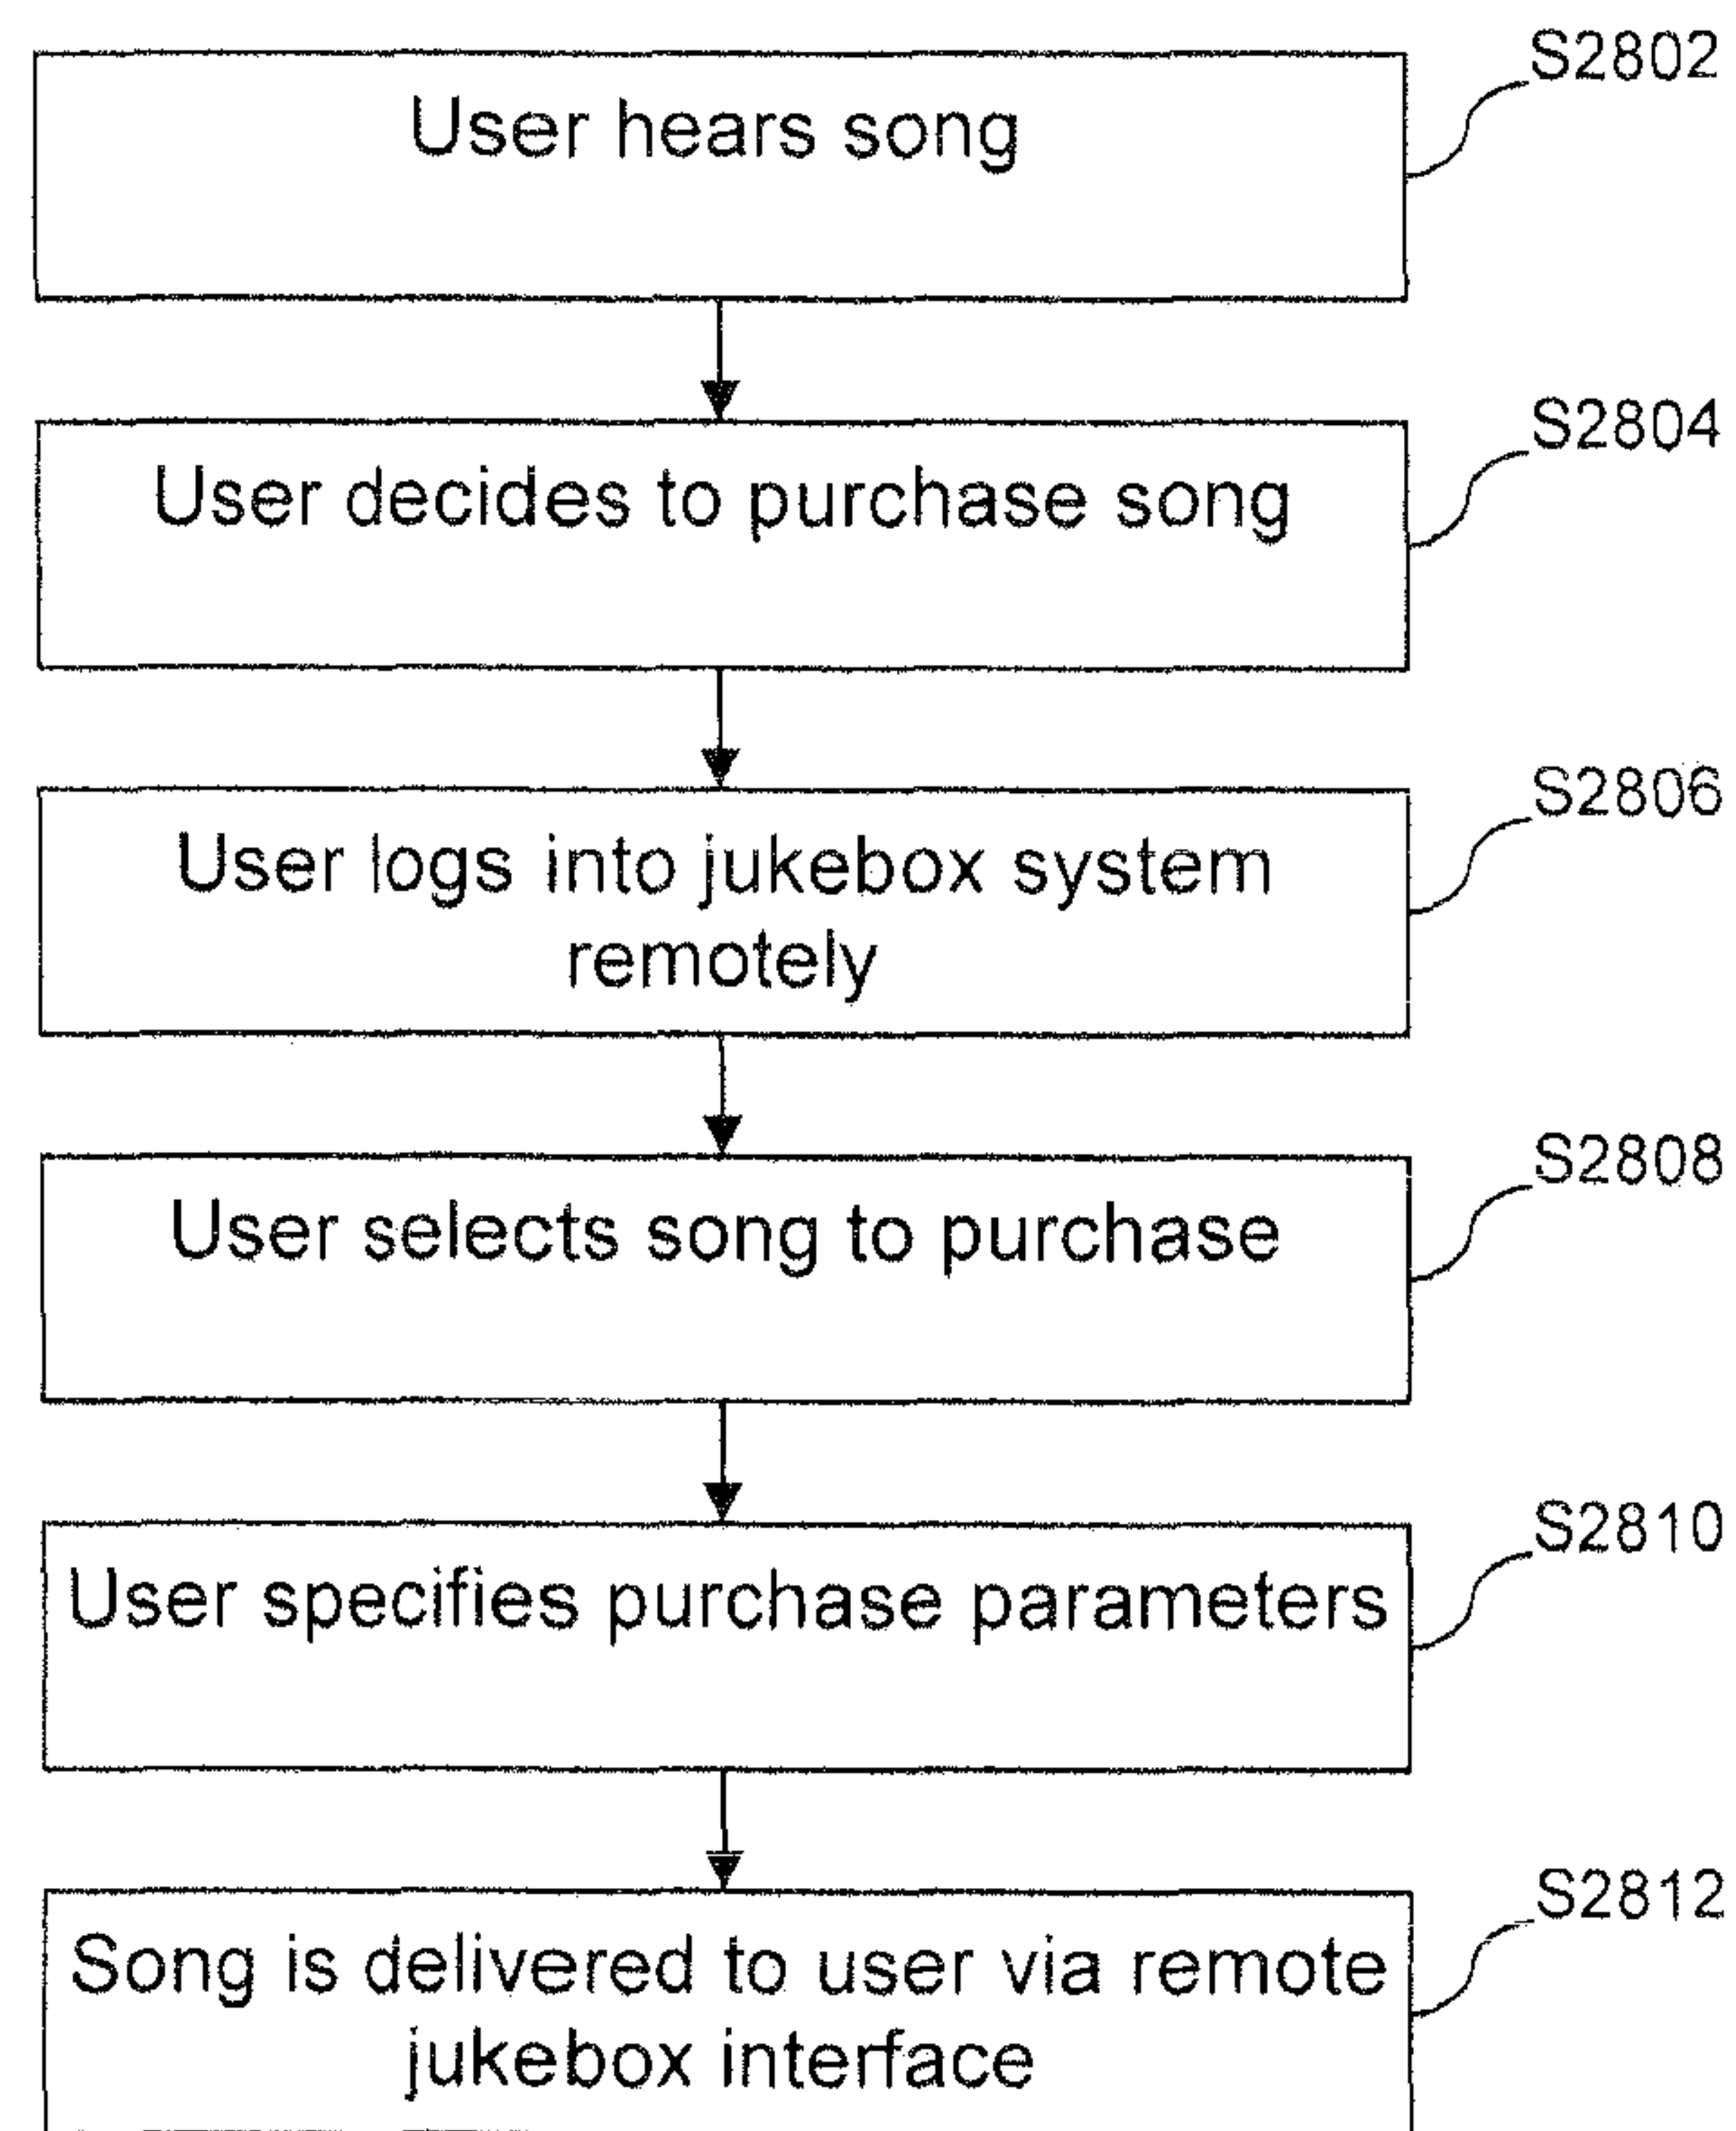 S2802
User hears song
S2804
User decides to purchase song
S2806
User logs into jukebox system
remotely
S2808
User selects song to purchase
S2810
User specifies purchase parameters
S2812
Song is delivered to user via remote
jukebox interface